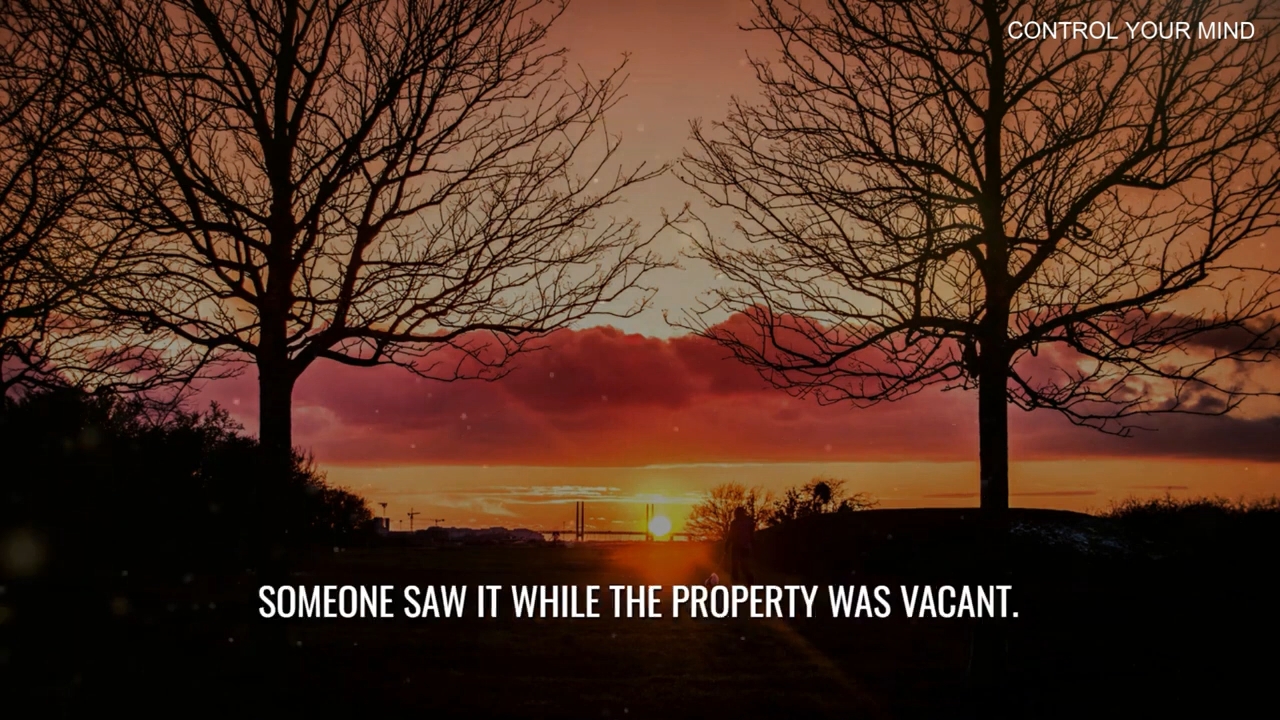 CONTROL YOUR MIND
SOMEONE SAW IT WHILE THE PROPERTY WAS VACANT.